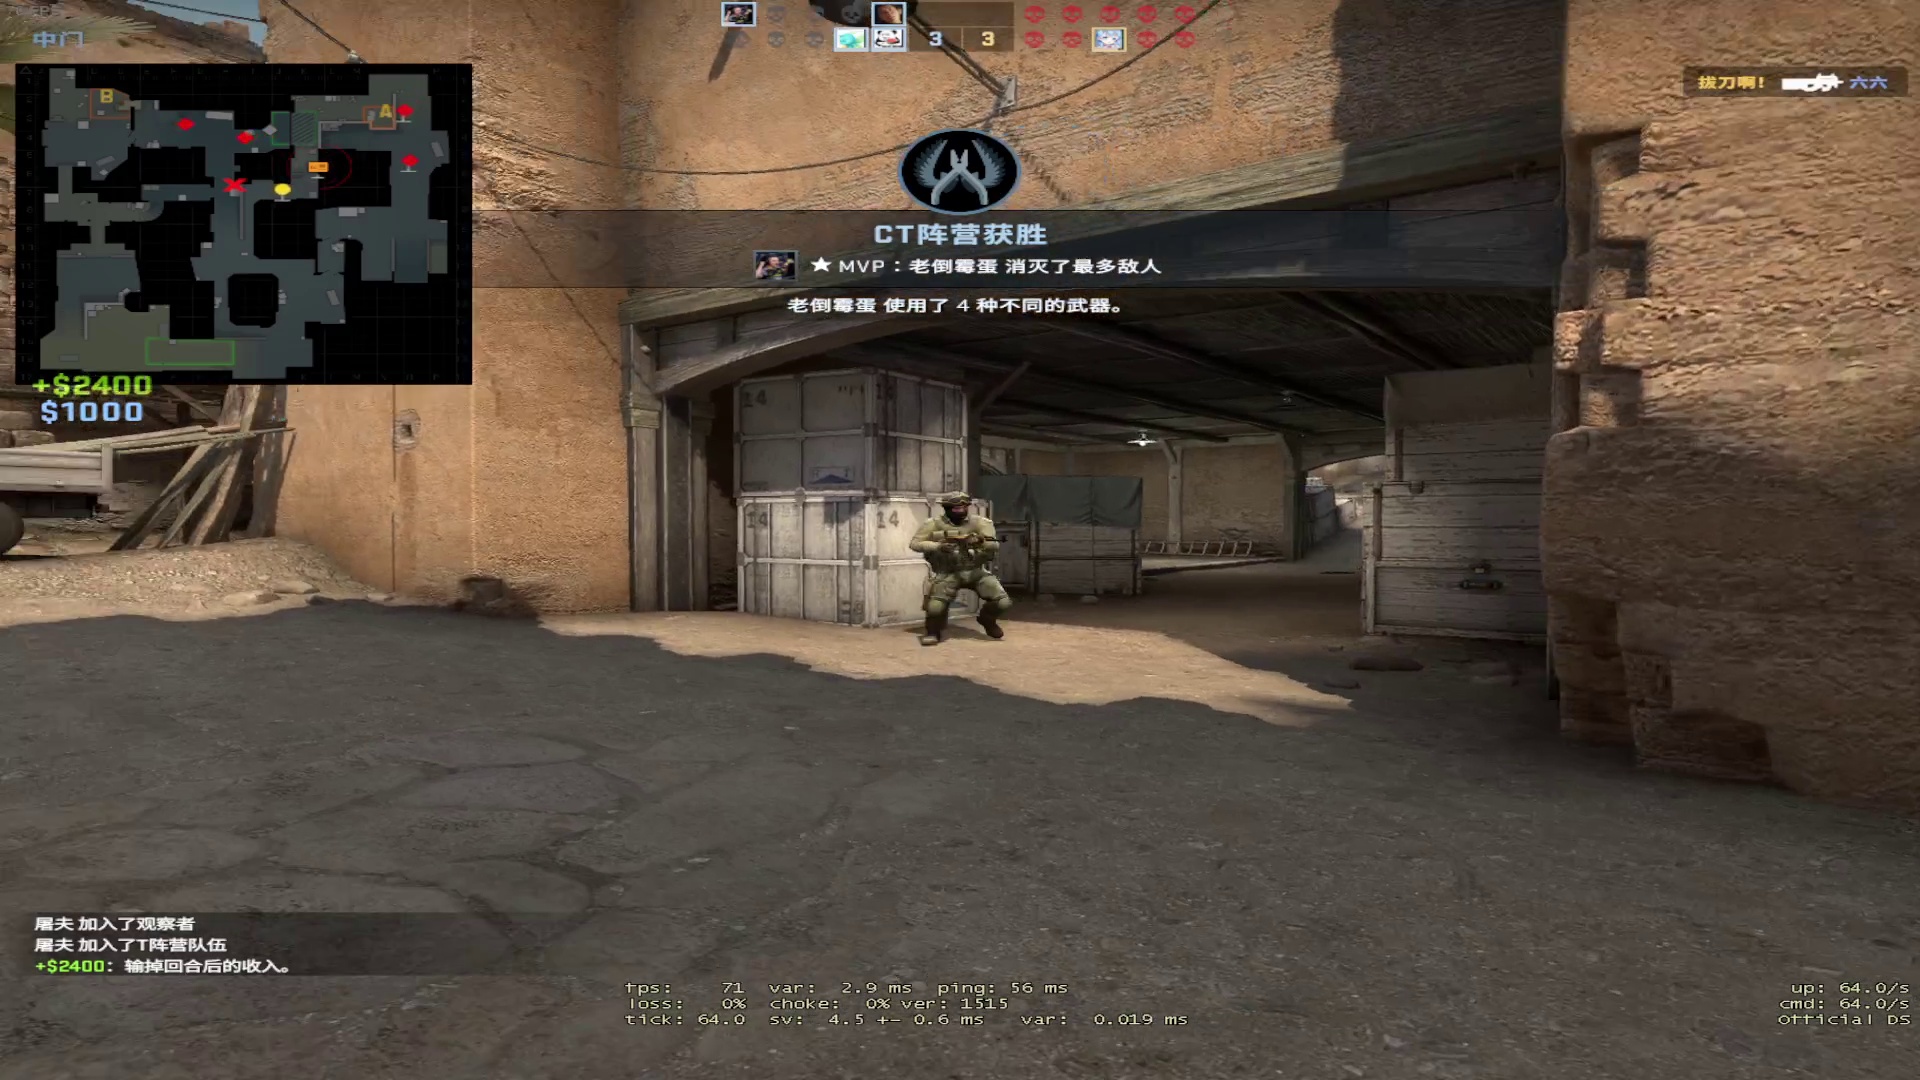 中门
3 3
拔刀啊! 六六
B
A
CT阵营获胜
★ MVP：老倒霉蛋 消灭了最多敌人
老倒霉蛋 使用了 4 种不同的武器。
+$2400
$1000
14
14 14
屠夫 加入了观察者
屠夫 加入了T阵营队伍
+$2400：输掉回合后的收入。
fps: 71 var: 2.9 ms ping: 56 ms
loss: 0% choke: 0% ver: 1515
tick: 64.0 sv: 4.5 +- 0.6 ms var: 0.019 ms
up: 64.0/s
cmd: 64.0/s
Official DS